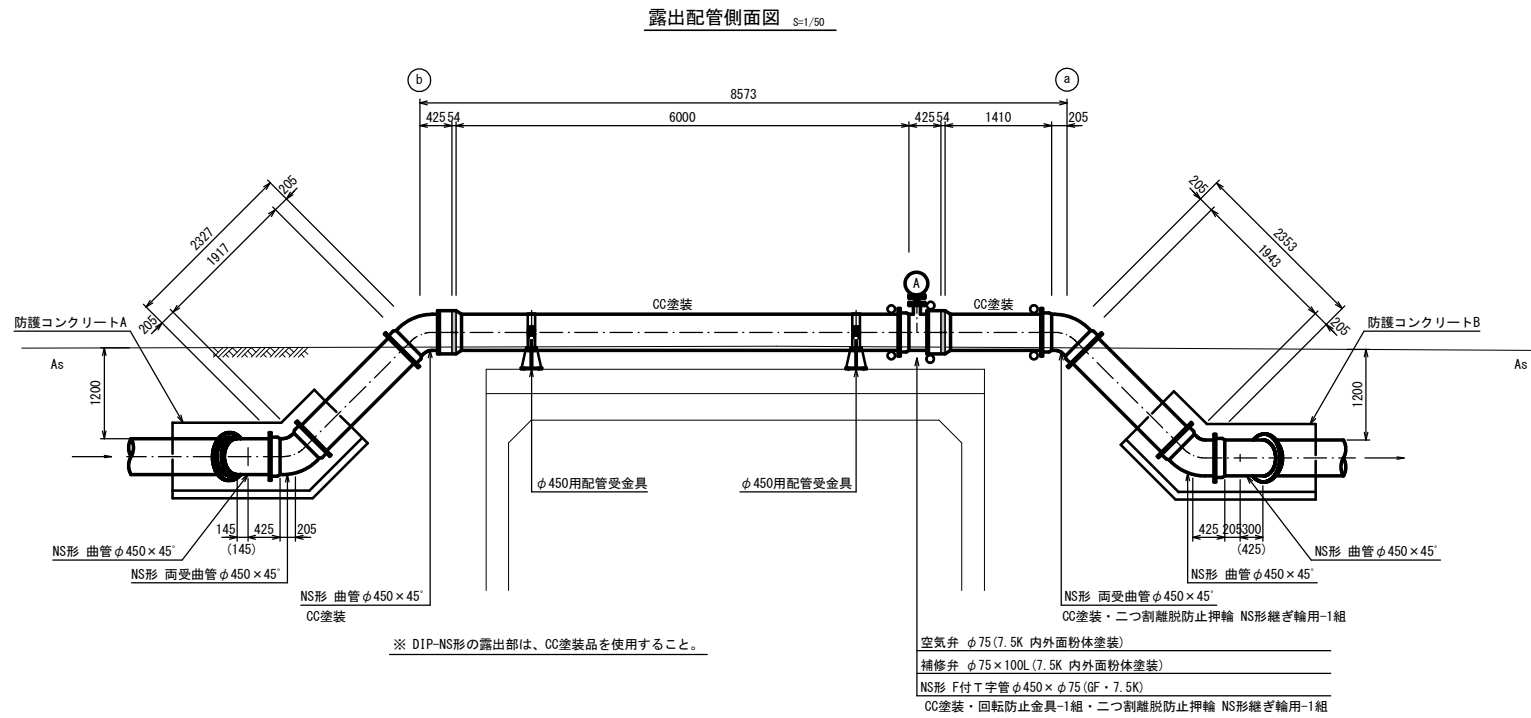 露出配管側面図 S=1/50
b
a
8573
425
54
6000
425
54
1410
205
205
2327
1917
205
205
2353
1943
205
A
CC塗装
CC塗装
防護コンクリートA
防護コンクリートB
As
As
1200
1200
φ450用配管受金具
φ450用配管受金具
145
425
205
(145)
425
205
300
(425)
NS形 曲管φ450×45°
NS形 両受曲管φ450×45°
NS形 曲管φ450×45°
CC塗装
NS形 曲管φ450×45°
NS形 曲管φ450×45°
NS形 両受曲管φ450×45°
CC塗装・二つ割離脱防止押輪 NS形継ぎ輪用-1組
※ DIP-NS形の露出部は、CC塗装品を使用すること。
空気弁 φ75(7.5K 内外面粉体塗装)
補修弁 φ75×100L(7.5K 内外面粉体塗装)
NS形 F付T字管φ450×φ75(GF・7.5K)
CC塗装・回転防止金具-1組・二つ割離脱防止押輪 NS形継ぎ輪用-1組